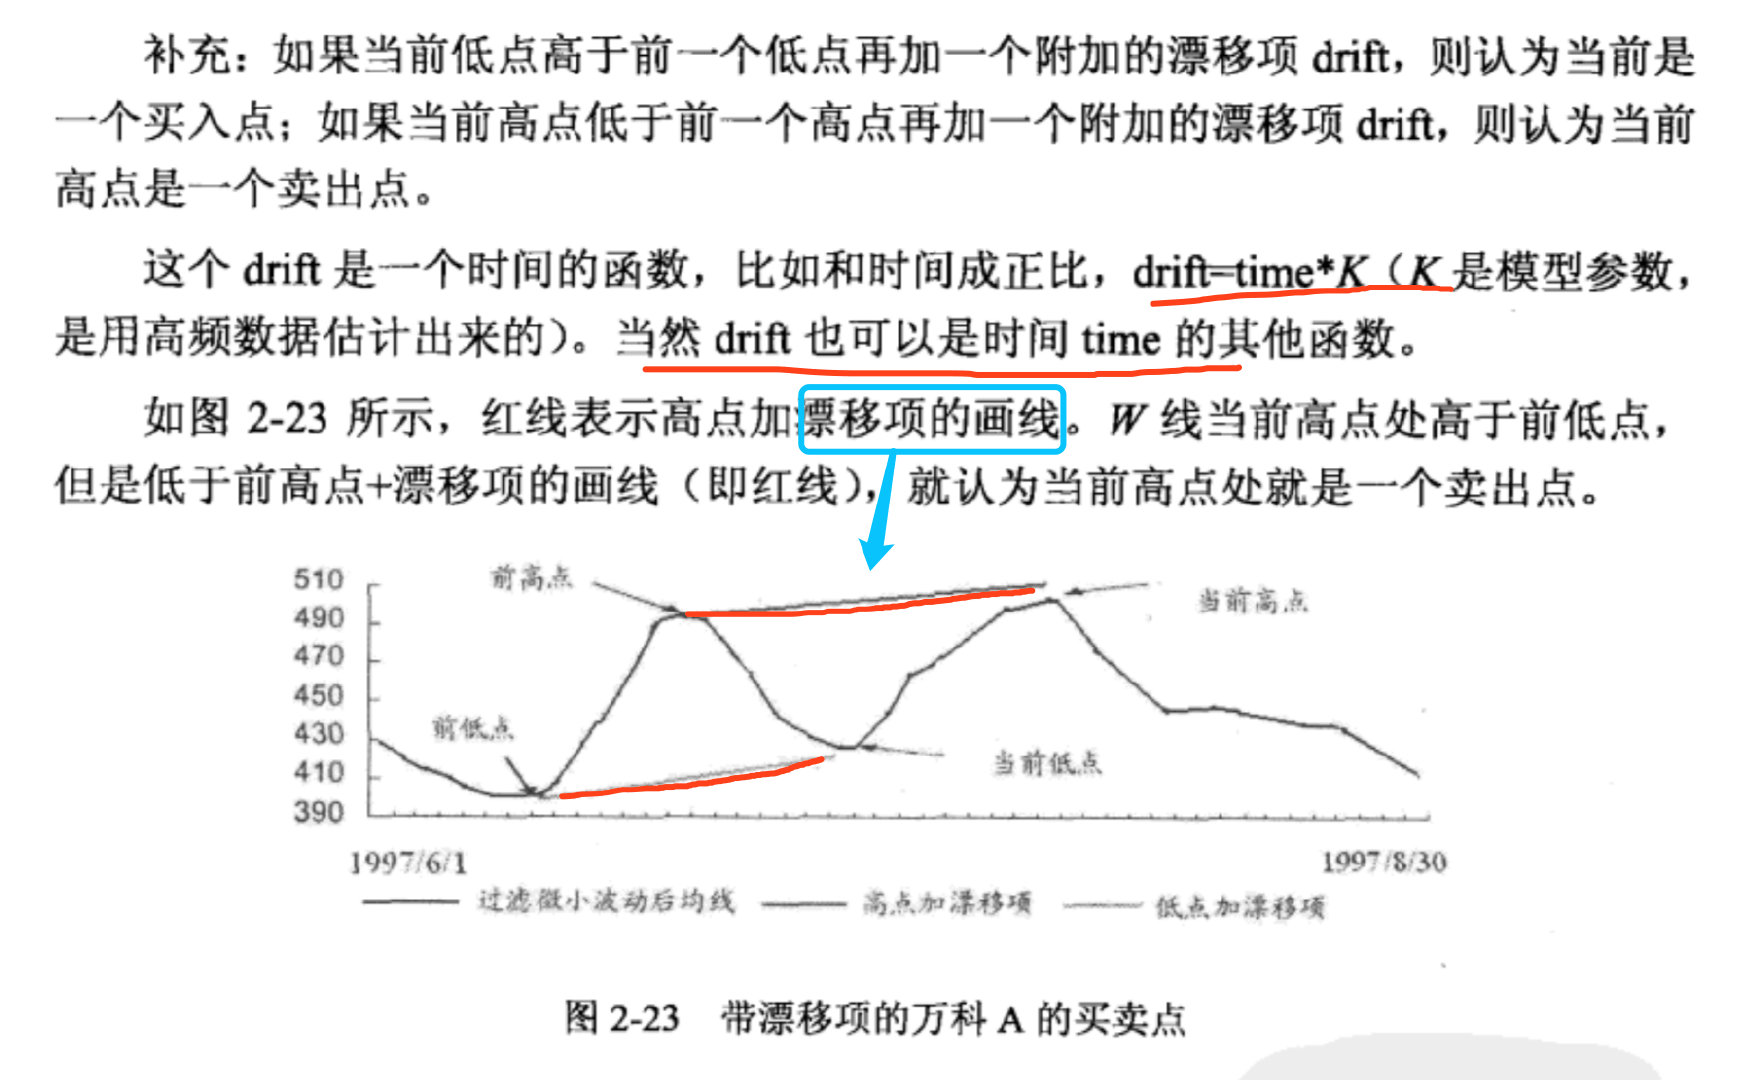 补充：如果当前低点高于前一个低点再加一个附加的漂移项 drift，则认为当前是
一个买入点；如果当前高点低于前一个高点再加一个附加的漂移项 drift，则认为当前
高点是一个卖出点。
这个 drift 是一个时间的函数，比如和时间成正比，drift=time*K（K 是模型参数，
是用高频数据估计出来的）。当然 drift 也可以是时间 time 的其他函数。
如图 2-23 所示，红线表示高点加漂移项的画线。W 线当前高点处高于前低点，
但是低于前高点+漂移项的画线（即红线），就认为当前高点处就是一个卖出点。
510
前高点
当前高点
490
470
450
前低点
430
当前低点
410
390
1997/6/1
1997/8/30
过滤微小波动后均线
高点加漂移项
低点加漂移项
图 2-23 带漂移项的万科 A 的买卖点